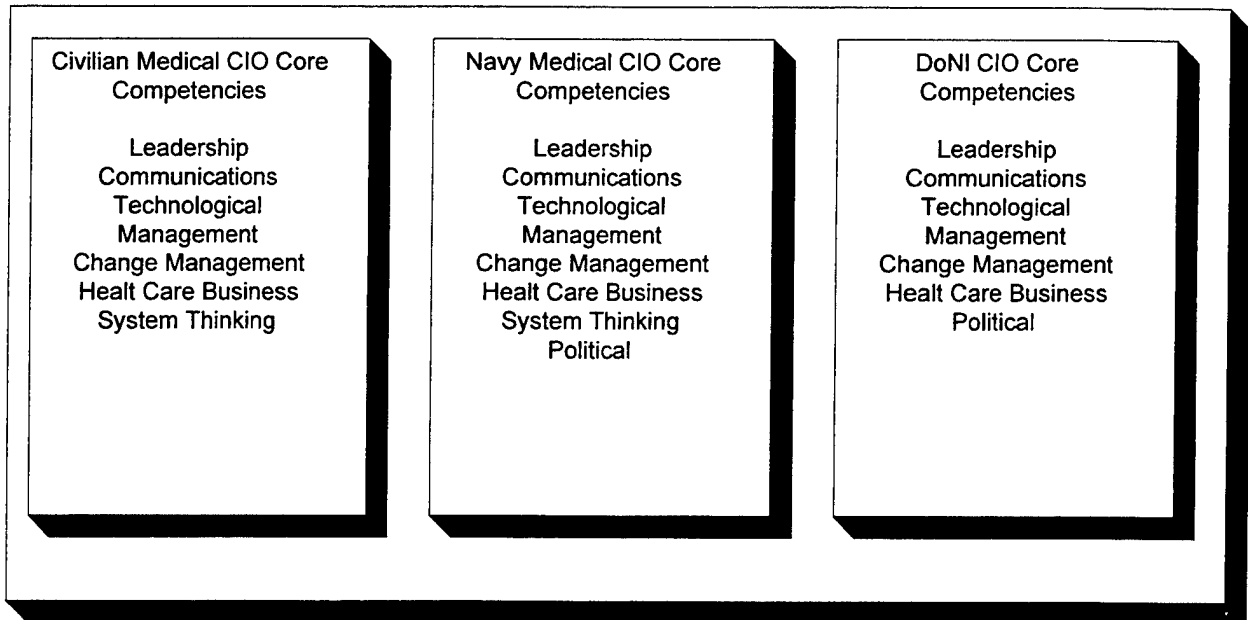 Civilian Medical CIO Core
Competencies
Leadership
Communications
Technological
Management
Change Management
Healt Care Business
System Thinking
Navy Medical CIO Core
Competencies
Leadership
Communications
Technological
Management
Change Management
Healt Care Business
System Thinking
Political
DoNI CIO Core
Competencies
Leadership
Communications
Technological
Management
Change Management
Healt Care Business
Political